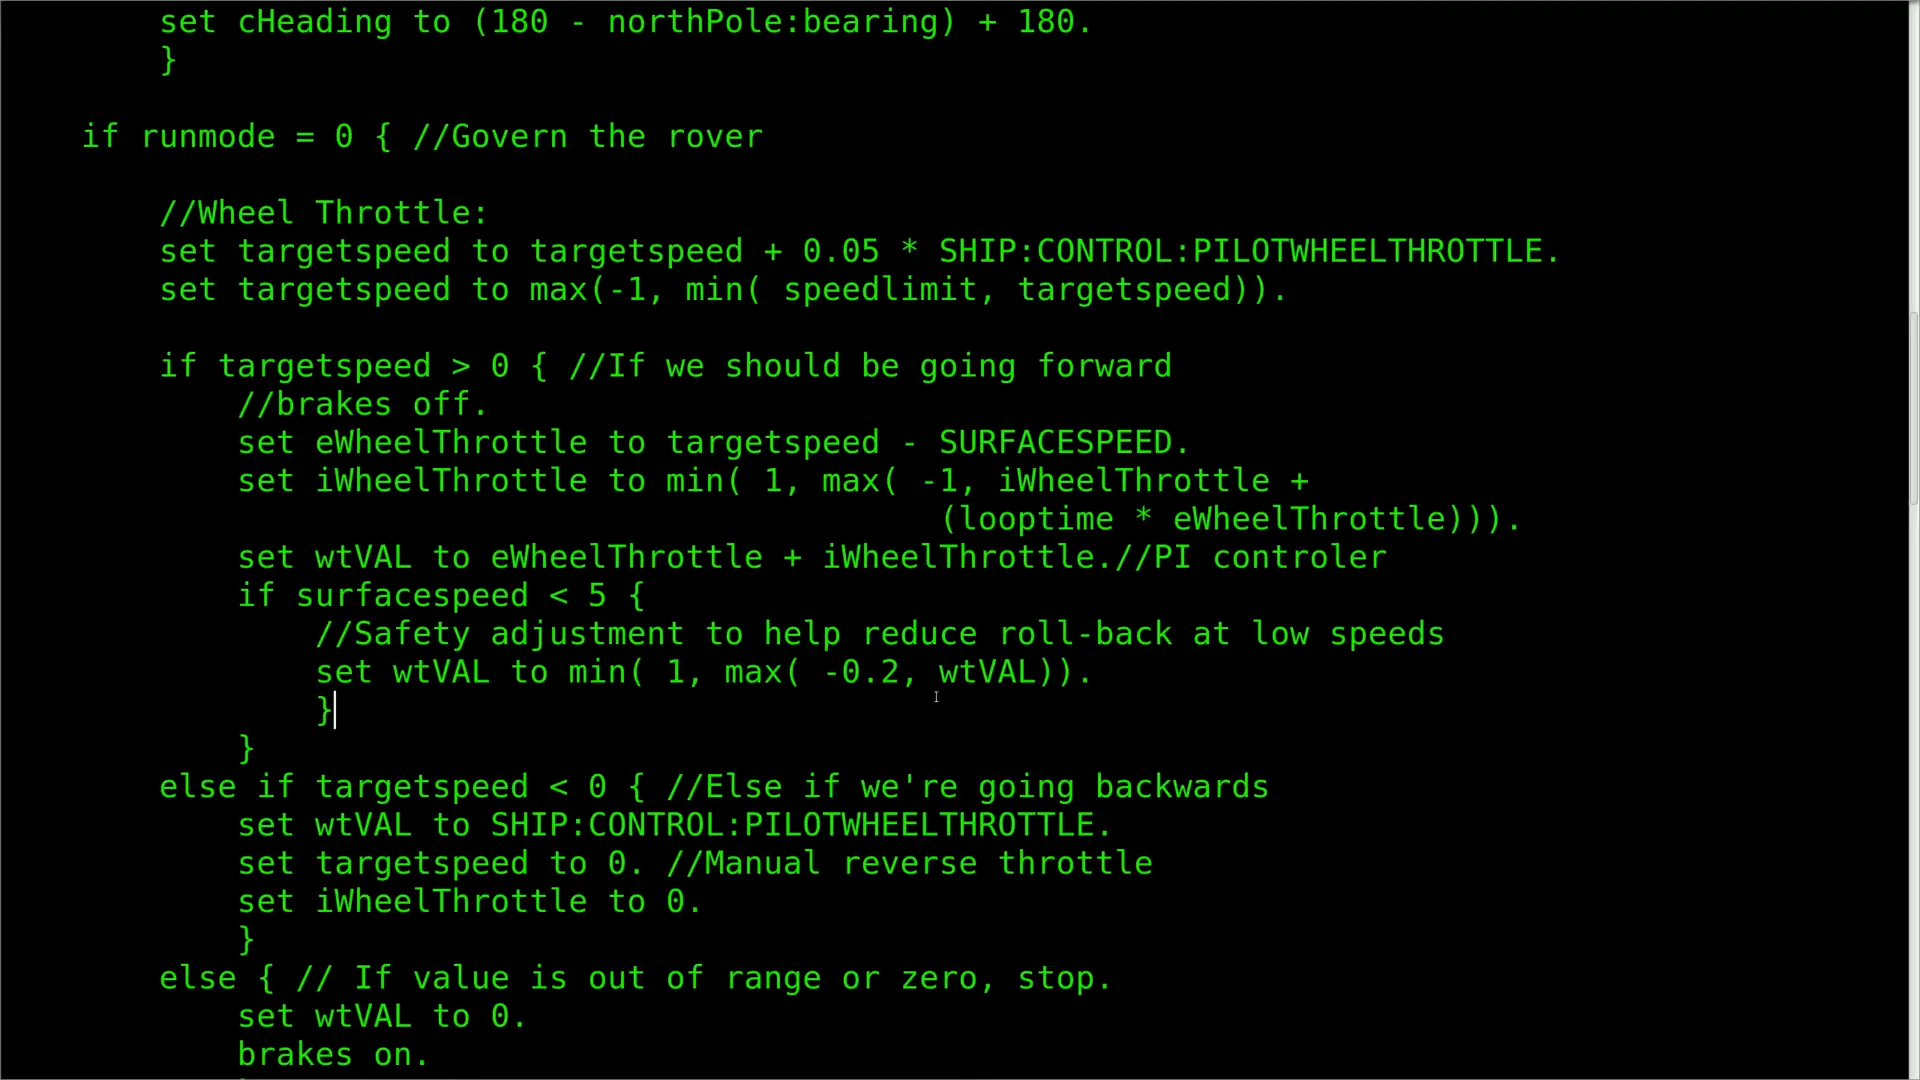 set cHeading to (180 - northPole:bearing) + 180.
}
if runmode = 0 { //Govern the rover
//Wheel Throttle:
set targetspeed to targetspeed + 0.05 * SHIP:CONTROL:PILOTWHEELTHROTTLE.
set targetspeed to max(-1, min( speedlimit, targetspeed)).
if targetspeed > 0 { //If we should be going forward
//brakes off.
set eWheelThrottle to targetspeed - SURFACESPEED.
set iWheelThrottle to min( 1, max( -1, iWheelThrottle +
(looptime * eWheelThrottle))).
set wtVAL to eWheelThrottle + iWheelThrottle.//PI controler
if surfacespeed < 5 {
//Safety adjustment to help reduce roll-back at low speeds
set wtVAL to min( 1, max( -0.2, wtVAL)).
}
}
else if targetspeed < 0 { //Else if we're going backwards
set wtVAL to SHIP:CONTROL:PILOTWHEELTHROTTLE.
set targetspeed to 0. //Manual reverse throttle
set iWheelThrottle to 0.
}
else { // If value is out of range or zero, stop.
set wtVAL to 0.
brakes on.